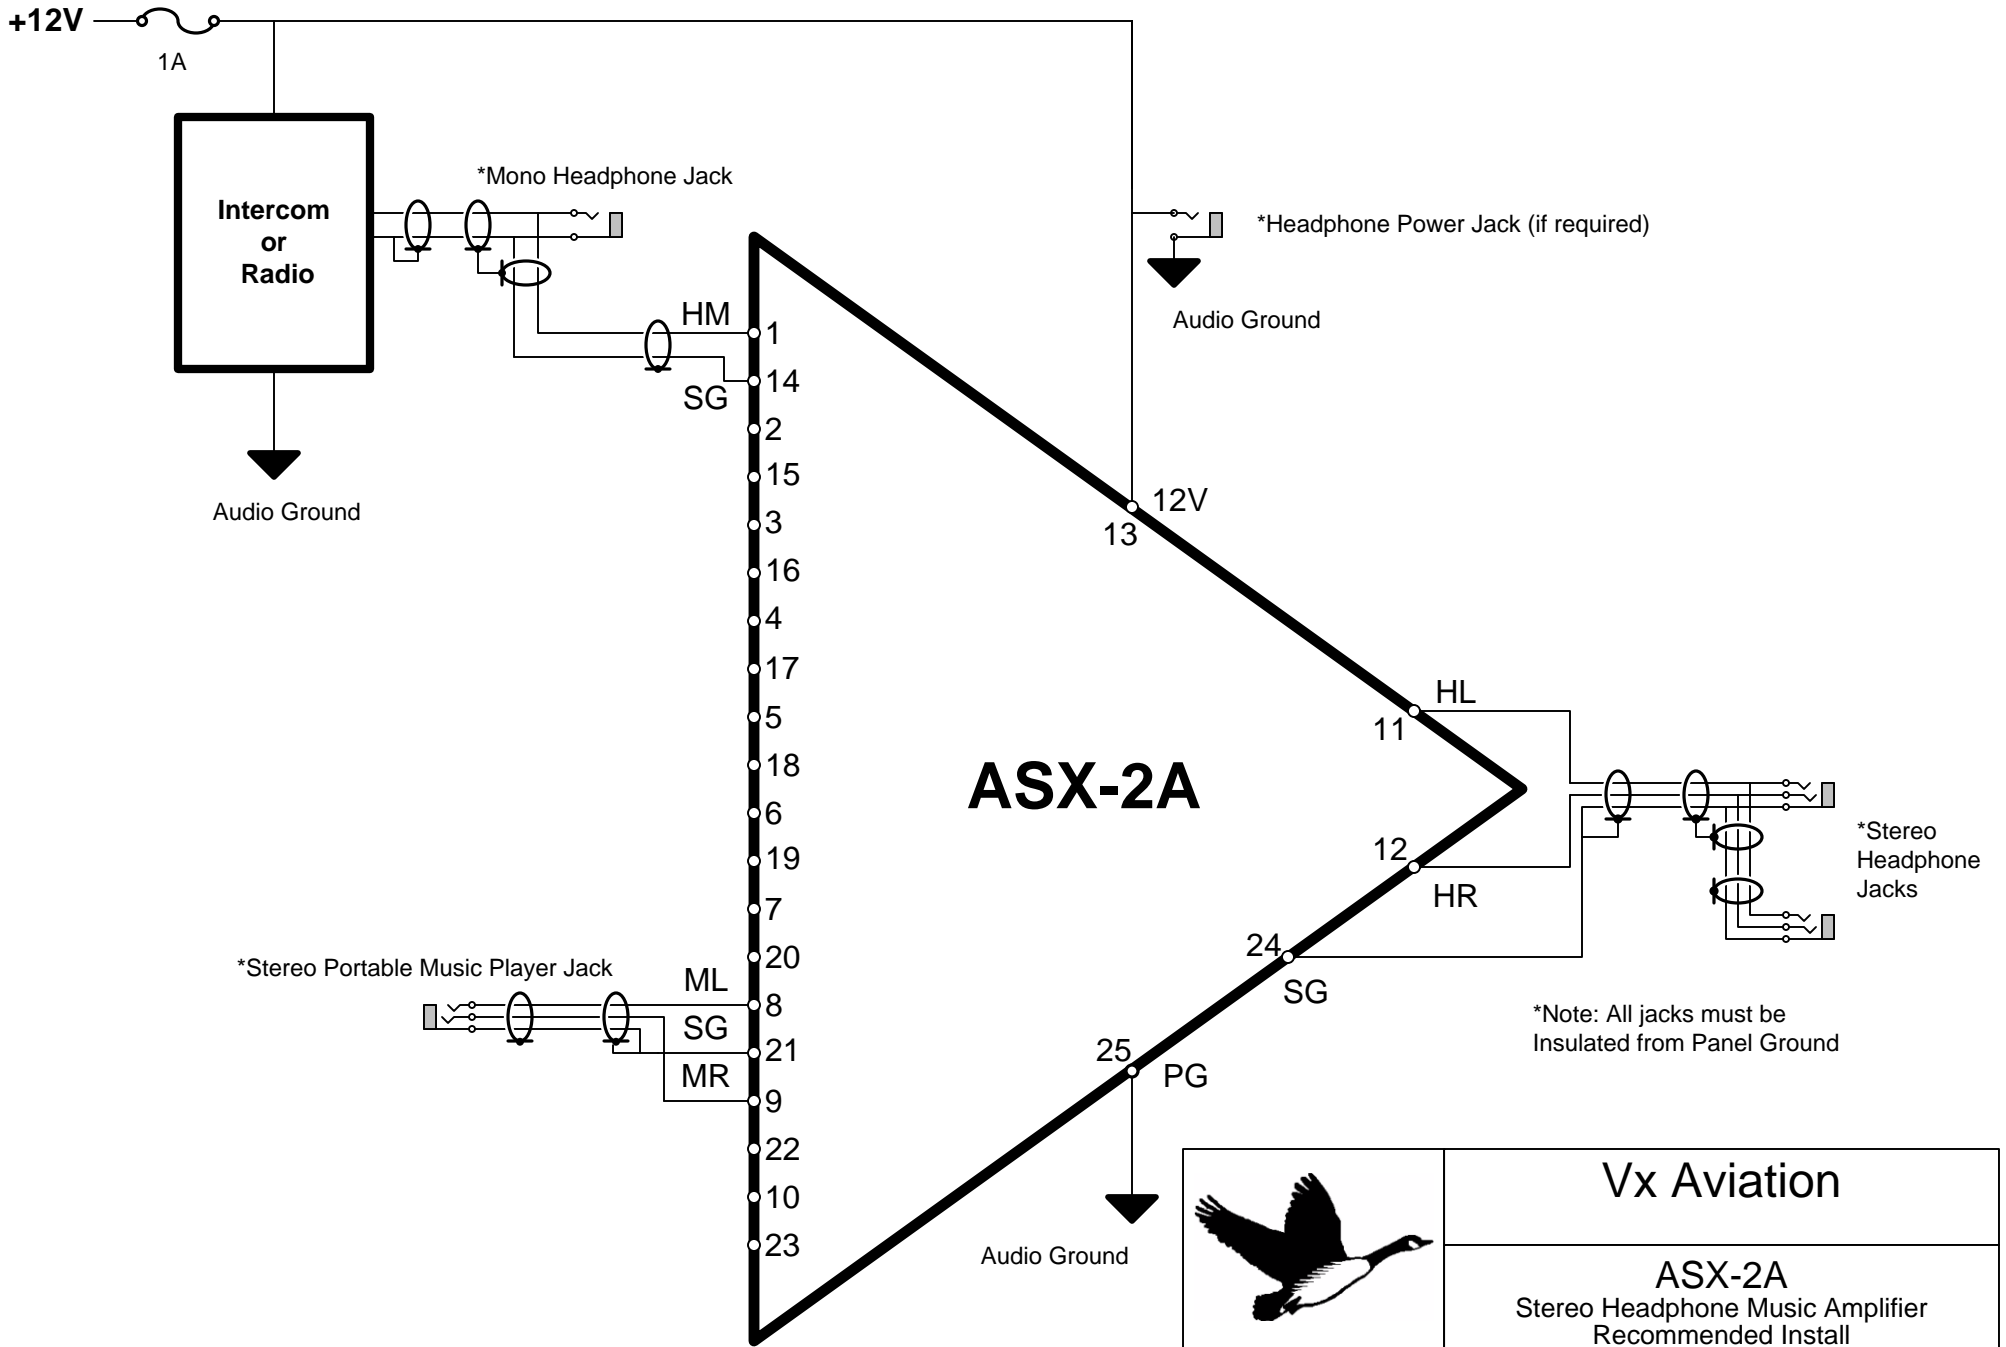 +12V
1A
Intercom
or
Radio
*Mono Headphone Jack
*Headphone Power Jack (if required)
Audio Ground
Audio Ground
HM
1
14
SG
2
15
3
16
4
17
5
18
6
19
7
20
ML
8
SG
21
MR
9
22
10
23
*Stereo Portable Music Player Jack
12V
13
ASX-2A
HL
11
12
HR
24
SG
25
PG
Audio Ground
*Stereo
Headphone
Jacks
*Note: All jacks must be
Insulated from Panel Ground
Vx Aviation
ASX-2A
Stereo Headphone Music Amplifier
Recommended Install